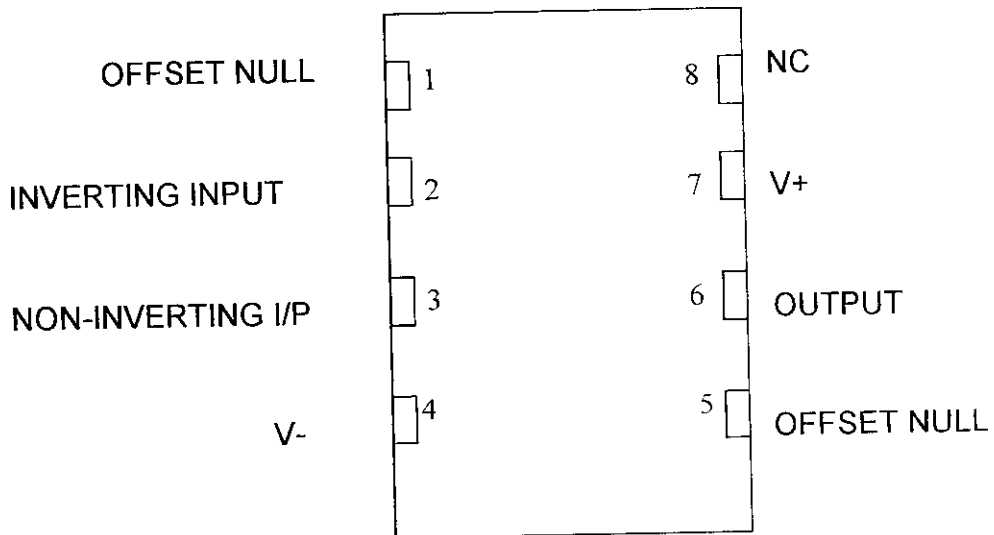 OFFSET NULL 1 8 NC
INVERTING INPUT 2 7 V+
NON-INVERTING I/P 3 6 OUTPUT
V- 4 5 OFFSET NULL